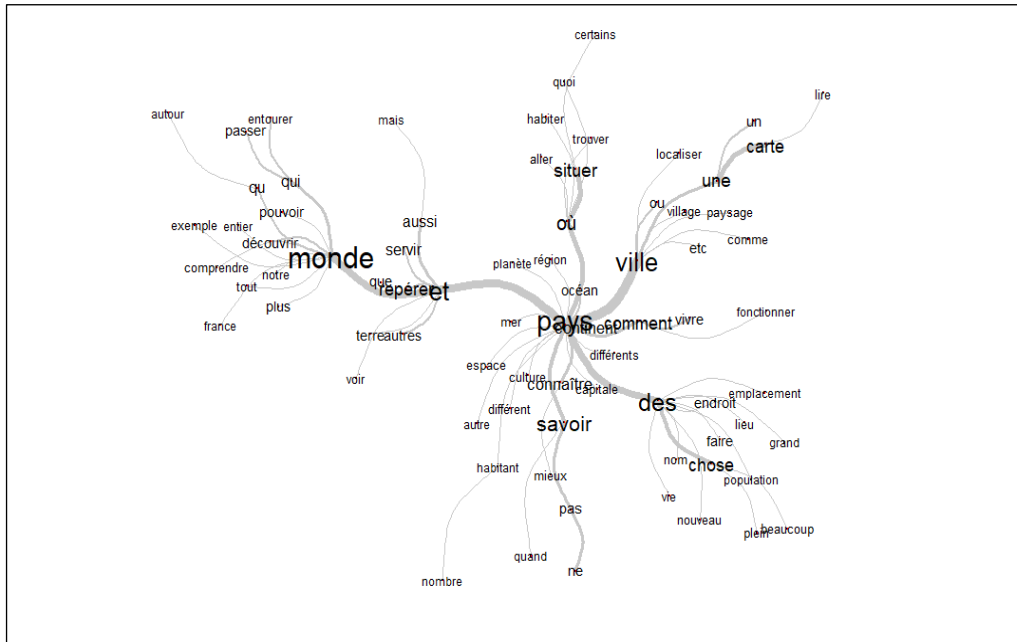 certains
quoi
lire
autour
entourer
passer
mais
habiter
un
trouver
carte
localiser
aller
situer
une
qu
qui
ou
pouvoir
village
paysage
aussi
où
exemple
entier
découvrir
servir
etc
comme
monde
ville
région
planète
comprendre
notre
que
tout
repérer
et
océan
plus
fonctionner
france
mer
pays
continent
comment
vivre
terre
autres
différents
espace
voir
culture
connaître
capitale
emplacement
des
endroit
différent
autre
savoir
lieu
faire
grand
nom
chose
habitant
mieux
population
vie
pas
nouveau
plein
beaucoup
quand
ne
nombre